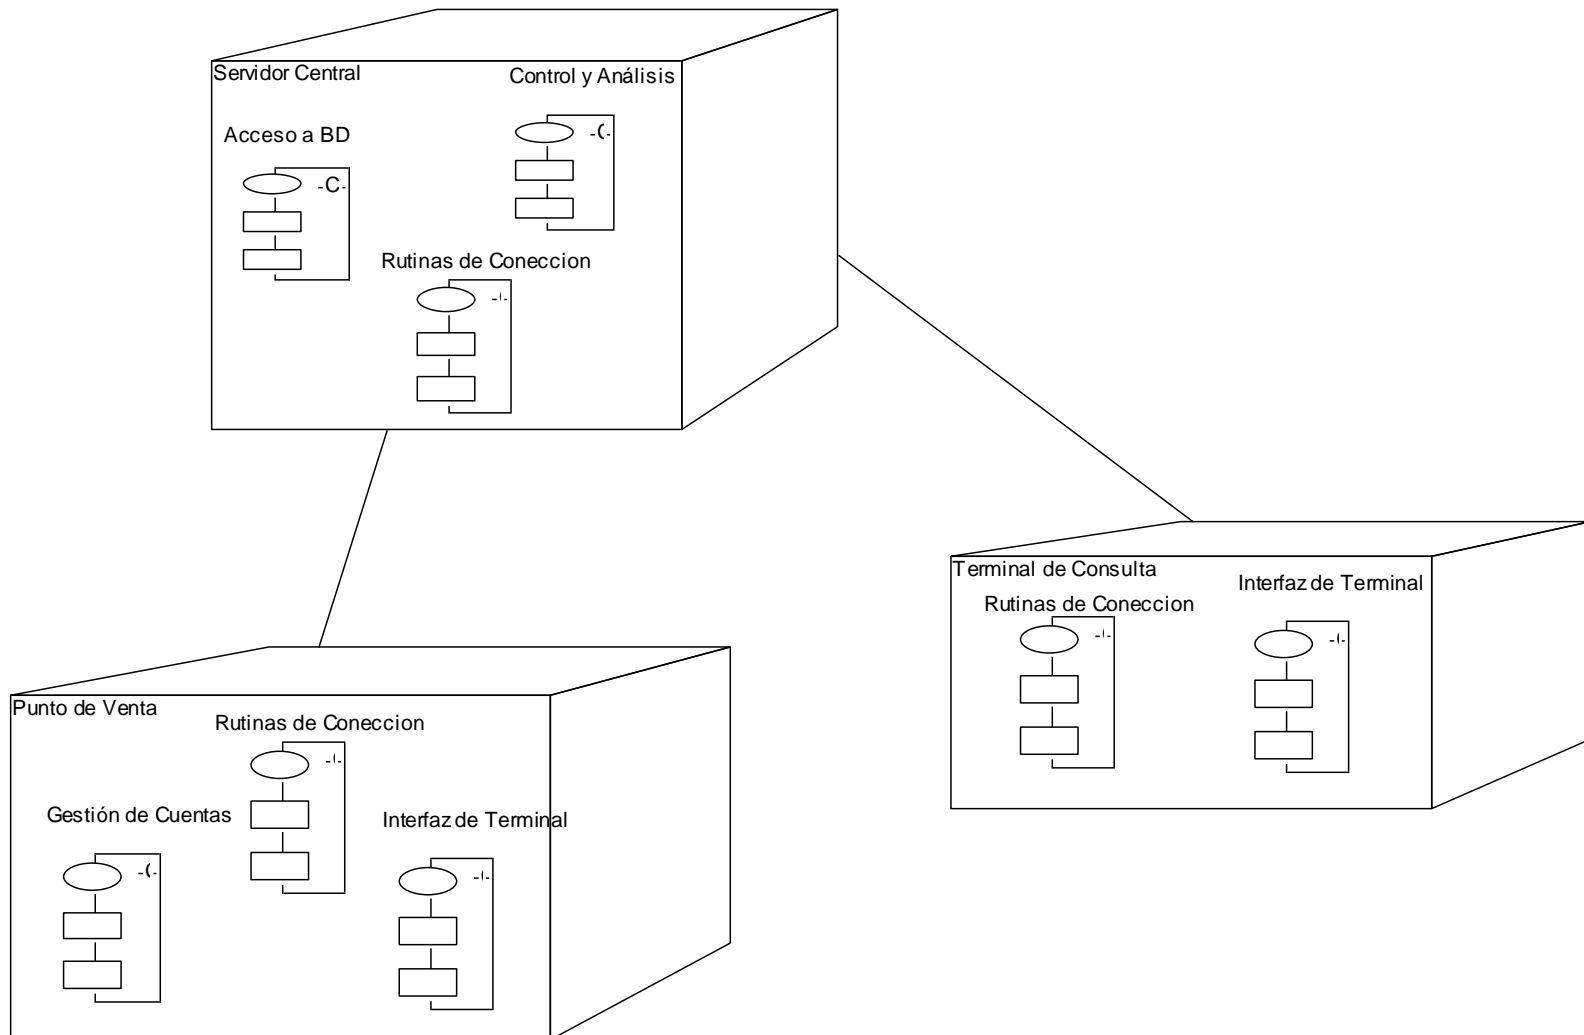 Servidor Central
Control y Análisis
-C-
Acceso a BD
-C-
Rutinas de Coneccion
Terminal de Consulta
Interfaz de Terminal
Rutinas de Coneccion
Punto de Venta
Rutinas de Coneccion
Gestión de Cuentas
Interfaz de Terminal
-C-